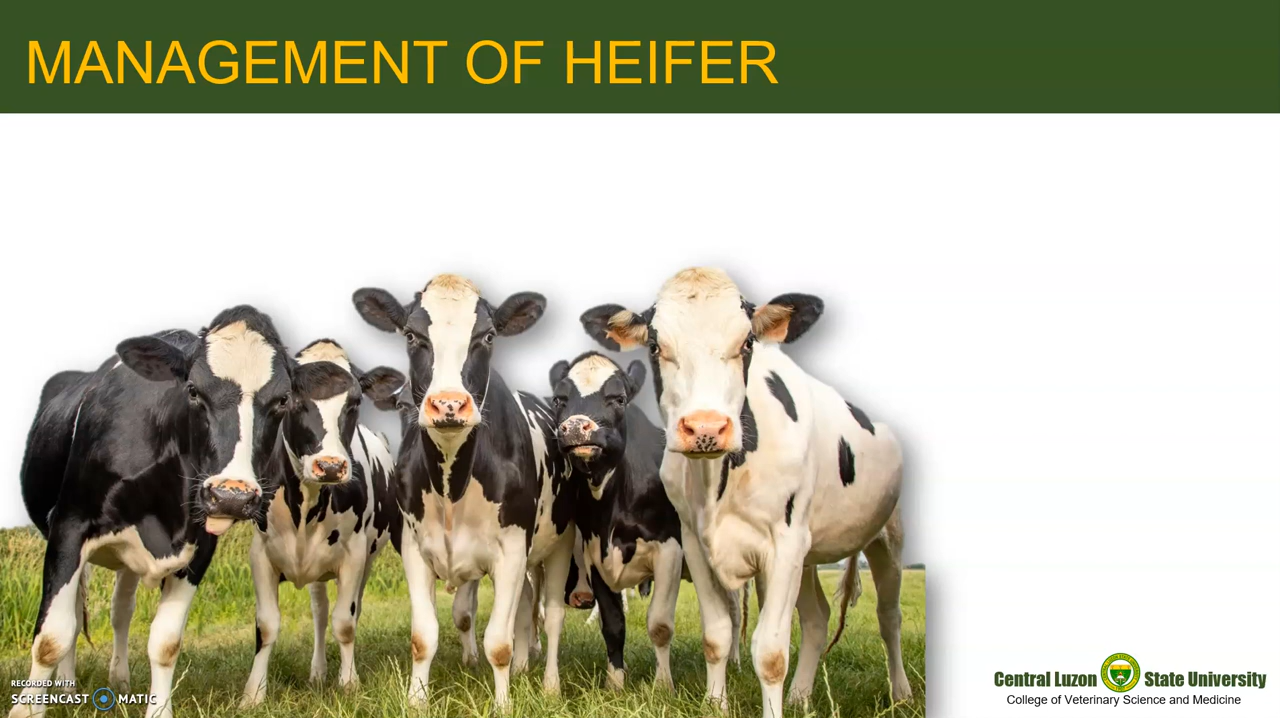 MANAGEMENT OF HEIFER
RECORDED WITH
SCREENCAST MATIC
Central Luzon State University
College of Veterinary Science and Medicine